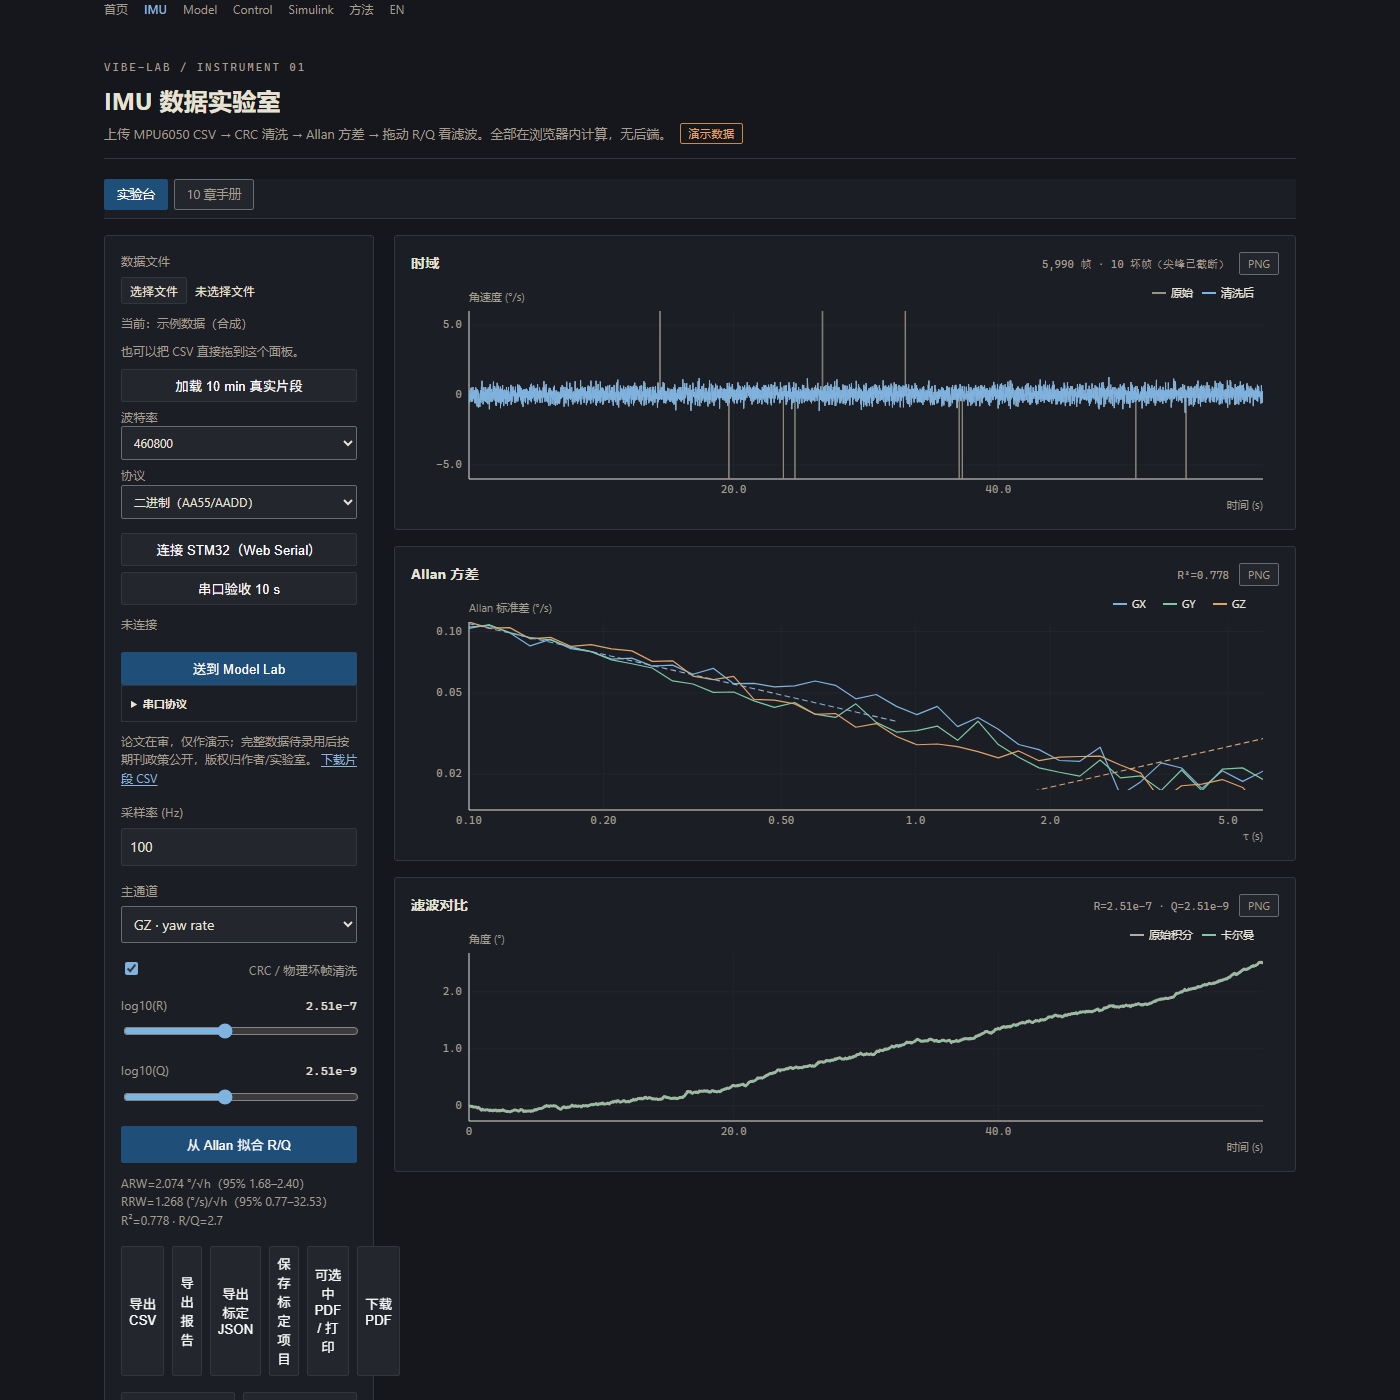 首页 IMU Model Control Simulink 方法 EN
VIBE-LAB / INSTRUMENT 01
IMU 数据实验室
上传 MPU6050 CSV → CRC 清洗 → Allan 方差 → 拖动 R/Q 看滤波。全部在浏览器内计算，无后端。 演示数据
实验台 10 章手册
数据文件
选择文件 未选择文件
当前：示例数据（合成）
也可以把 CSV 直接拖到这个面板。
加载 10 min 真实片段
波特率
460800
协议
二进制（AA55/AADD）
连接 STM32（Web Serial）
串口验收 10 s
未连接
送到 Model Lab
▶ 串口协议
论文在审，仅作演示；完整数据待录用后按
期刊政策公开，版权归作者/实验室。 下载片
段 CSV
采样率 (Hz)
100
主通道
GZ · yaw rate
CRC / 物理坏帧清洗
log10(R) 2.51e-7
log10(Q) 2.51e-9
从 Allan 拟合 R/Q
ARW=2.074 °/√h（95% 1.68–2.40）
RRW=1.268 (°/s)/√h（95% 0.77–32.53）
R²=0.778 · R/Q=2.7
导出
CSV
导
出
报
告
导出
标定
JSON
保
存
标
定
项
目
可选
中
PDF
/ 打
印
下载
PDF
时域 5,990 帧 · 10 坏帧（尖峰已截断） PNG
角速度 (°/s) 原始 清洗后
5.0
0
−5.0
20.0 40.0
时间 (s)
Allan 方差 R²=0.778 PNG
Allan 标准差 (°/s) GX GY GZ
0.10
0.05
0.02
0.10 0.20 0.50 1.0 2.0 5.0
τ (s)
滤波对比 R=2.51e-7 · Q=2.51e-9 PNG
角度 (°) 原始积分 卡尔曼
2.0
1.0
0
0 20.0 40.0
时间 (s)